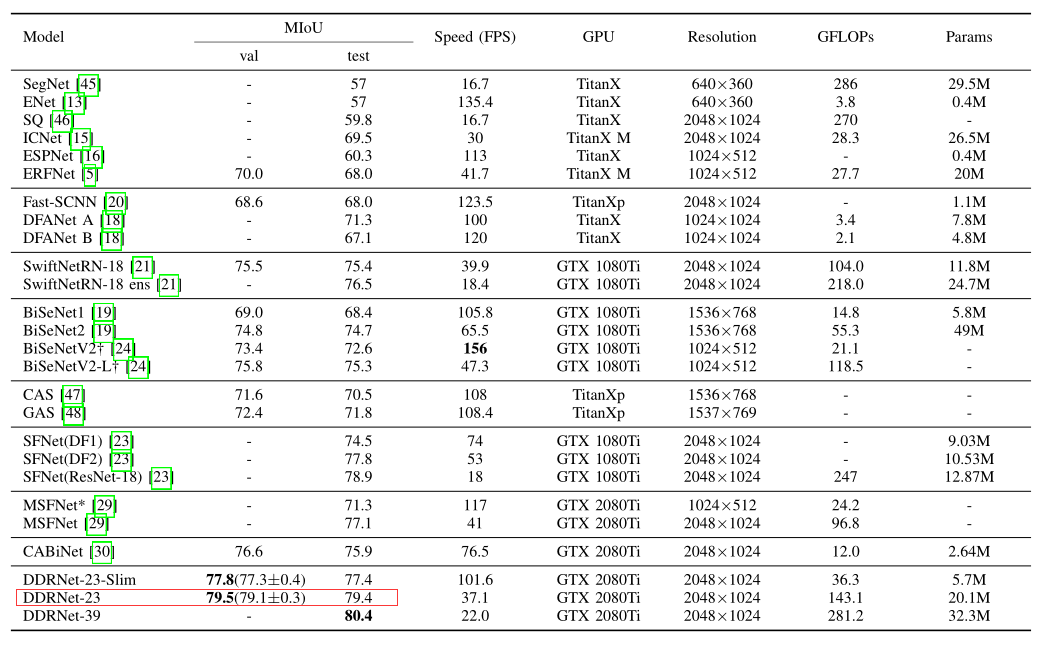 Model MIoU Speed (FPS) GPU Resolution GFLOPs Params
val test
SegNet [45] - 57 16.7 TitanX 640×360 286 29.5M
ENet [13] - 57 135.4 TitanX 640×360 3.8 0.4M
SQ [46] - 59.8 16.7 TitanX 2048×1024 270 -
ICNet [15] - 69.5 30 TitanX M 2048×1024 28.3 26.5M
ESPNet [16] - 60.3 113 TitanX 1024×512 - 0.4M
ERFNet [5] 70.0 68.0 41.7 TitanX M 1024×512 27.7 20M
Fast-SCNN [20] 68.6 68.0 123.5 TitanXp 2048×1024 - 1.1M
DFANet A [18] - 71.3 100 TitanX 1024×1024 3.4 7.8M
DFANet B [18] - 67.1 120 TitanX 1024×1024 2.1 4.8M
SwiftNetRN-18 [21] 75.5 75.4 39.9 GTX 1080Ti 2048×1024 104.0 11.8M
SwiftNetRN-18 ens [21] - 76.5 18.4 GTX 1080Ti 2048×1024 218.0 24.7M
BiSeNet1 [19] 69.0 68.4 105.8 GTX 1080Ti 1536×768 14.8 5.8M
BiSeNet2 [19] 74.8 74.7 65.5 GTX 1080Ti 1536×768 55.3 49M
BiSeNetV2† [24] 73.4 72.6 156 GTX 1080Ti 1024×512 21.1 -
BiSeNetV2-L† [24] 75.8 75.3 47.3 GTX 1080Ti 1024×512 118.5 -
CAS [47] 71.6 70.5 108 TitanXp 1536×768 - -
GAS [48] 72.4 71.8 108.4 TitanXp 1537×769 - -
SFNet(DF1) [23] - 74.5 74 GTX 1080Ti 2048×1024 - 9.03M
SFNet(DF2) [23] - 77.8 53 GTX 1080Ti 2048×1024 - 10.53M
SFNet(ResNet-18) [23] - 78.9 18 GTX 1080Ti 2048×1024 247 12.87M
MSFNet* [29] - 71.3 117 GTX 2080Ti 1024×512 24.2 -
MSFNet [29] - 77.1 41 GTX 2080Ti 2048×1024 96.8 -
CABiNet [30] 76.6 75.9 76.5 GTX 2080Ti 2048×1024 12.0 2.64M
DDRNet-23-Slim 77.8(77.3±0.4) 77.4 101.6 GTX 2080Ti 2048×1024 36.3 5.7M
DDRNet-23 79.5(79.1±0.3) 79.4 37.1 GTX 2080Ti 2048×1024 143.1 20.1M
DDRNet-39 - 80.4 22.0 GTX 2080Ti 2048×1024 281.2 32.3M